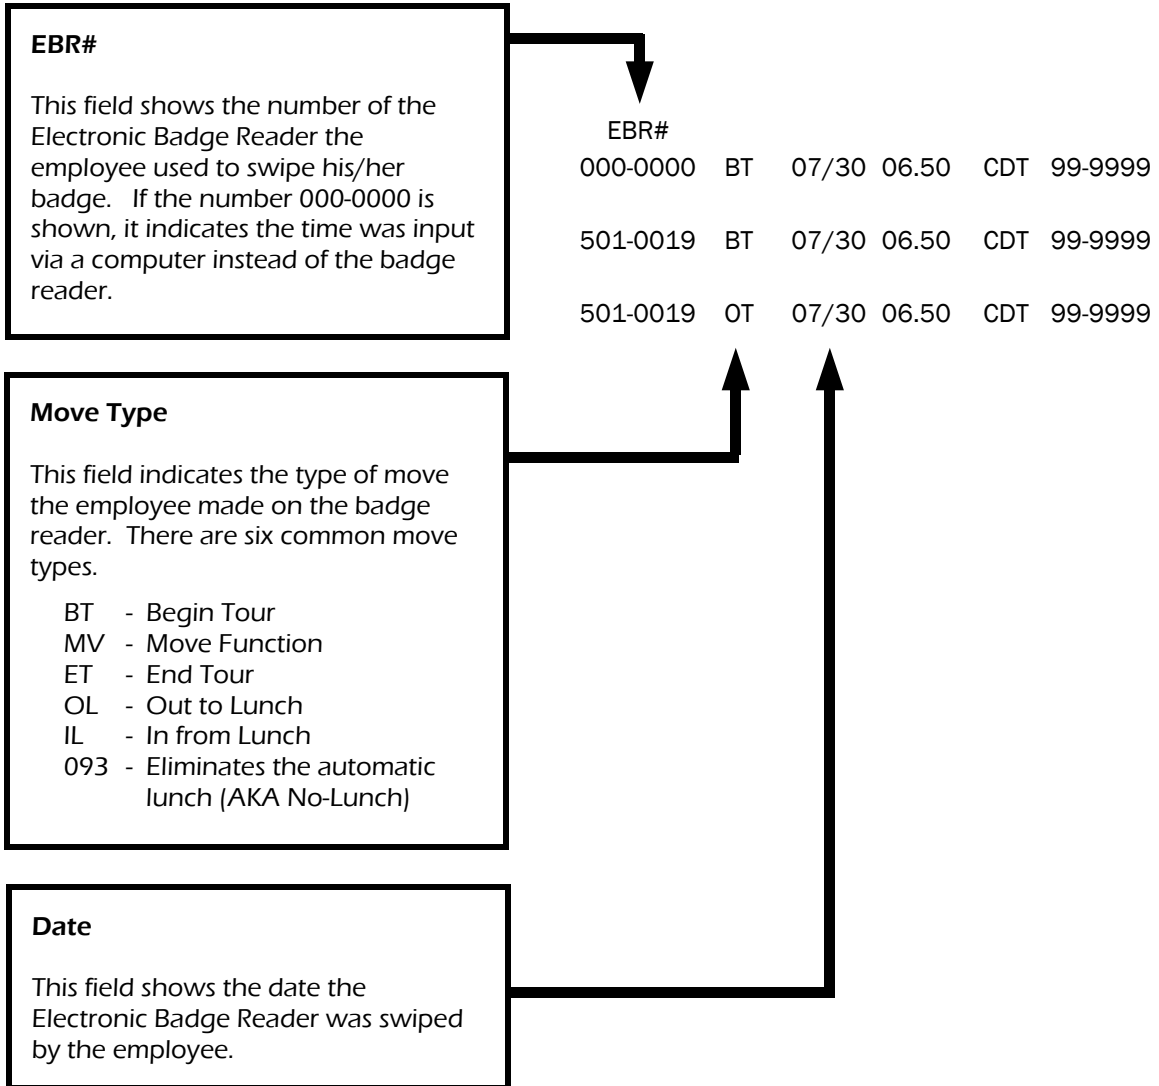 EBR#
This field shows the number of the
Electronic Badge Reader the
employee used to swipe his/her
badge. If the number 000-0000 is
shown, it indicates the time was input
via a computer instead of the badge
reader.
EBR#
000-0000 BT 07/30 06.50 CDT 99-9999
501-0019 BT 07/30 06.50 CDT 99-9999
501-0019 OT 07/30 06.50 CDT 99-9999
Move Type
This field indicates the type of move
the employee made on the badge
reader. There are six common move
types.
BT - Begin Tour
MV - Move Function
ET - End Tour
OL - Out to Lunch
IL - In from Lunch
093 - Eliminates the automatic
lunch (AKA No-Lunch)
Date
This field shows the date the
Electronic Badge Reader was swiped
by the employee.